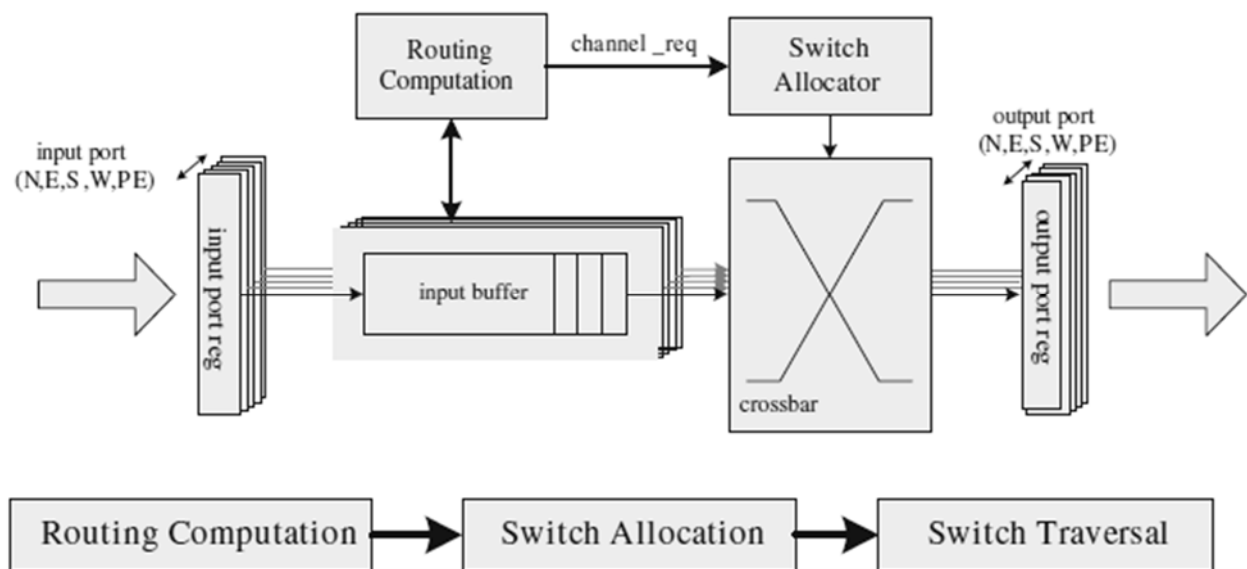 Routing
Computation
channel _req
Switch
Allocator
input port
(N,E,S ,W,PE)
output port
(N,E,S,W,PE)
input port reg
input buffer
crossbar
output port reg
Routing Computation
Switch Allocation
Switch Traversal